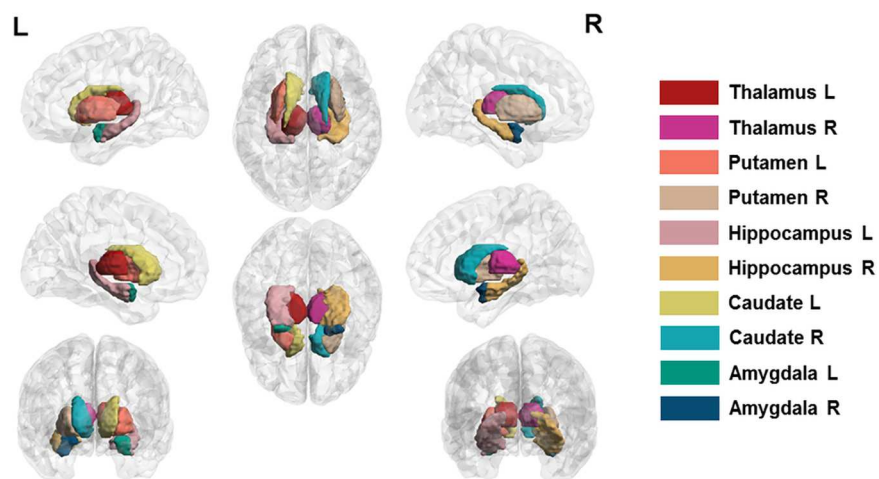 L
R
Thalamus L
Thalamus R
Putamen L
Putamen R
Hippocampus L
Hippocampus R
Caudate L
Caudate R
Amygdala L
Amygdala R